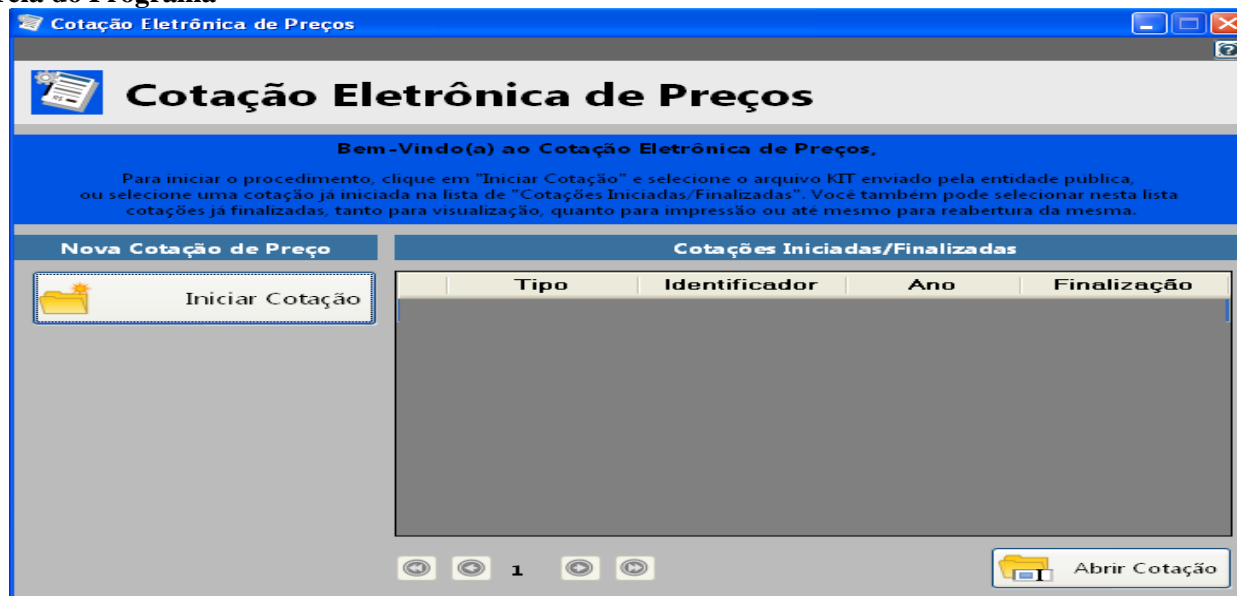 Tela do Programa
Cotação Eletrônica de Preços
Cotação Eletrônica de Preços
Bem-Vindo(a) ao Cotação Eletrônica de Preços,
Para iniciar o procedimento, clique em "Iniciar Cotação" e selecione o arquivo KIT enviado pela entidade publica,
ou selecione uma cotação já iniciada na lista de "Cotações Iniciadas/Finalizadas". Você também pode selecionar nesta lista
cotações já finalizadas, tanto para visualização, quanto para impressão ou até mesmo para reabertura da mesma.
Nova Cotação de Preço
Cotações Iniciadas/Finalizadas
Iniciar Cotação
Tipo Identificador Ano Finalização
1
Abrir Cotação